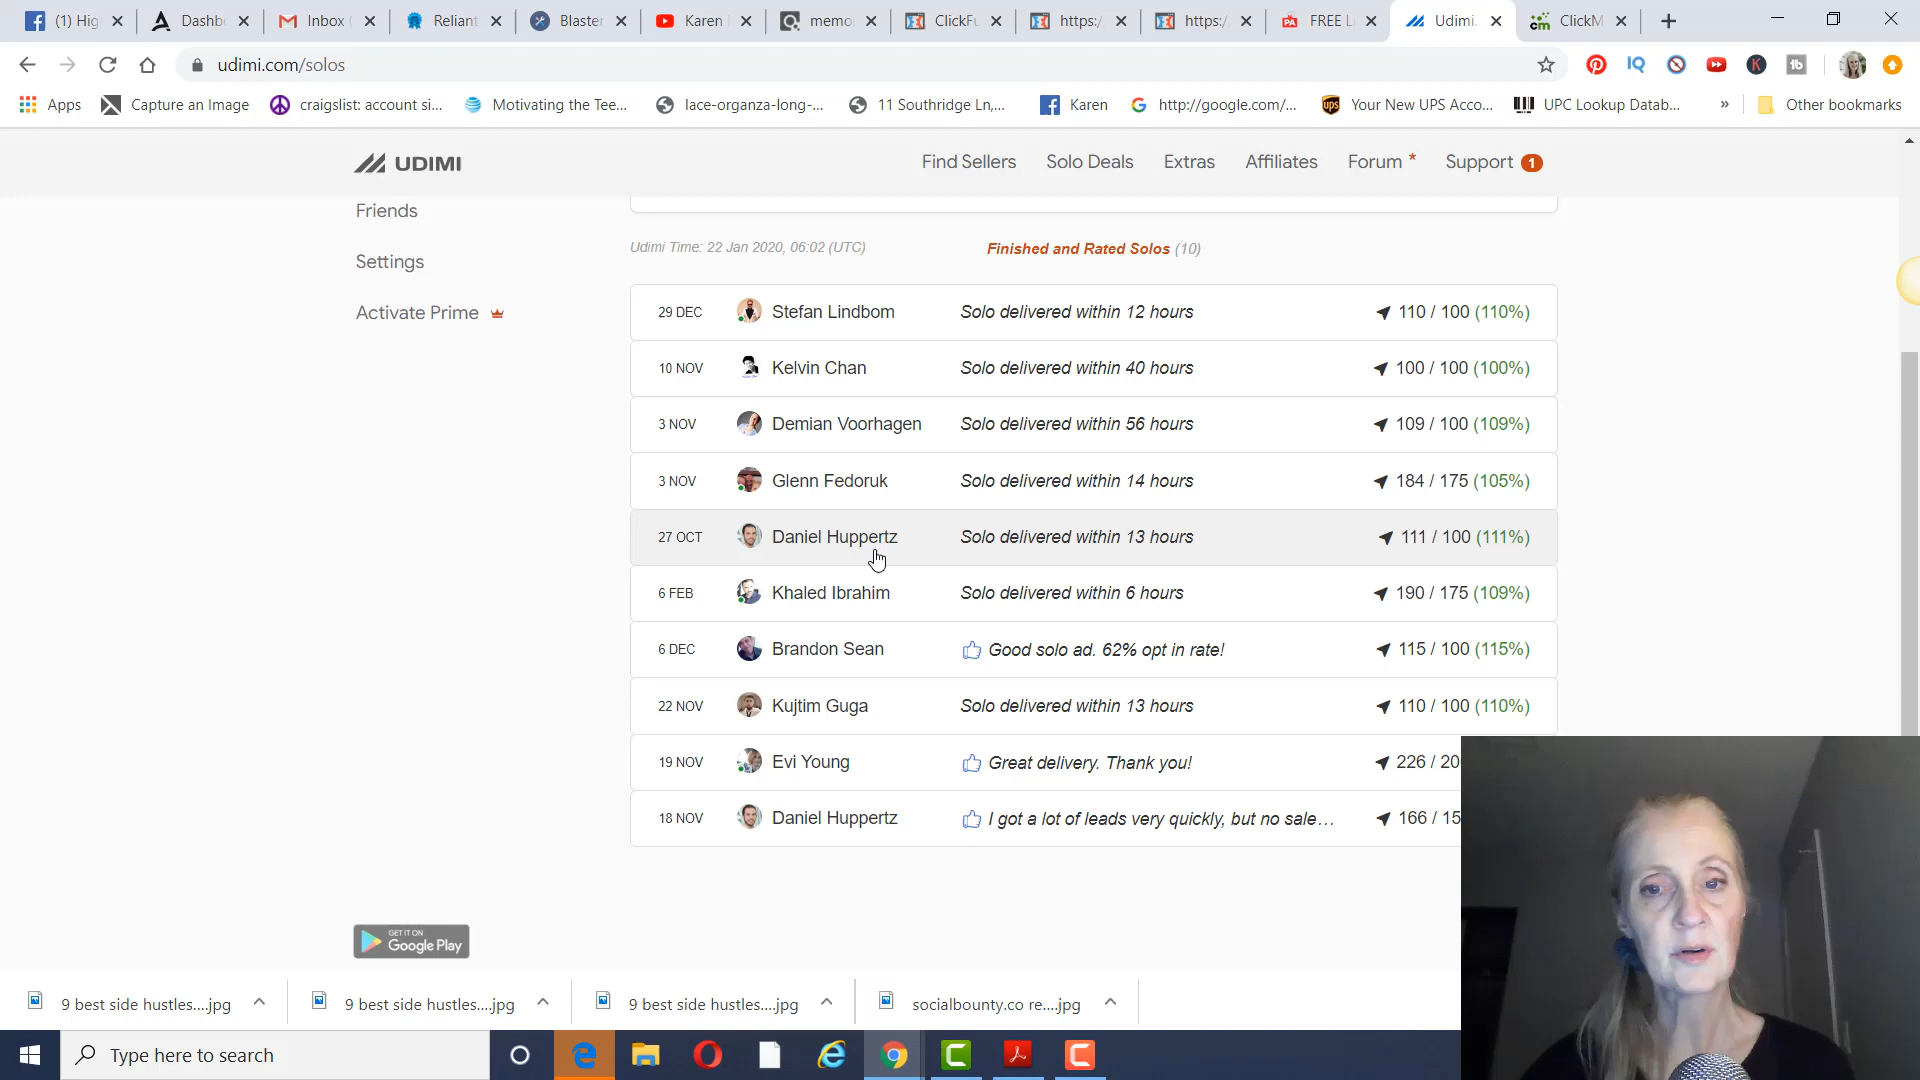 (1) Hig
Dashb
Inbox (
Reliant
Blaster
Karen
memo
ClickFu
https:/
https:/
FREE L
Udimi.
ClickM
udimi.com/solos
Apps
Capture an Image
craigslist: account si...
Motivating the Tee...
lace-organza-long-...
11 Southridge Ln,...
Karen
http://google.com/...
Your New UPS Acco...
UPC Lookup Datab...
»
Other bookmarks
UDIMI
Find Sellers
Solo Deals
Extras
Affiliates
Forum *
Support 1
Friends
Settings
Activate Prime
Udimi Time: 22 Jan 2020, 06:02 (UTC)
Finished and Rated Solos (10)
29 DEC Stefan Lindbom Solo delivered within 12 hours 110 / 100 (110%)
10 NOV Kelvin Chan Solo delivered within 40 hours 100 / 100 (100%)
3 NOV Demian Voorhagen Solo delivered within 56 hours 109 / 100 (109%)
3 NOV Glenn Fedoruk Solo delivered within 14 hours 184 / 175 (105%)
27 OCT Daniel Huppertz Solo delivered within 13 hours 111 / 100 (111%)
6 FEB Khaled Ibrahim Solo delivered within 6 hours 190 / 175 (109%)
6 DEC Brandon Sean Good solo ad. 62% opt in rate! 115 / 100 (115%)
22 NOV Kujtim Guga Solo delivered within 13 hours 110 / 100 (110%)
19 NOV Evi Young Great delivery. Thank you! 226 / 20
18 NOV Daniel Huppertz I got a lot of leads very quickly, but no sale... 166 / 15
GET IT ON
Google Play
9 best side hustles....jpg
9 best side hustles....jpg
9 best side hustles....jpg
socialbounty.co re....jpg
Type here to search